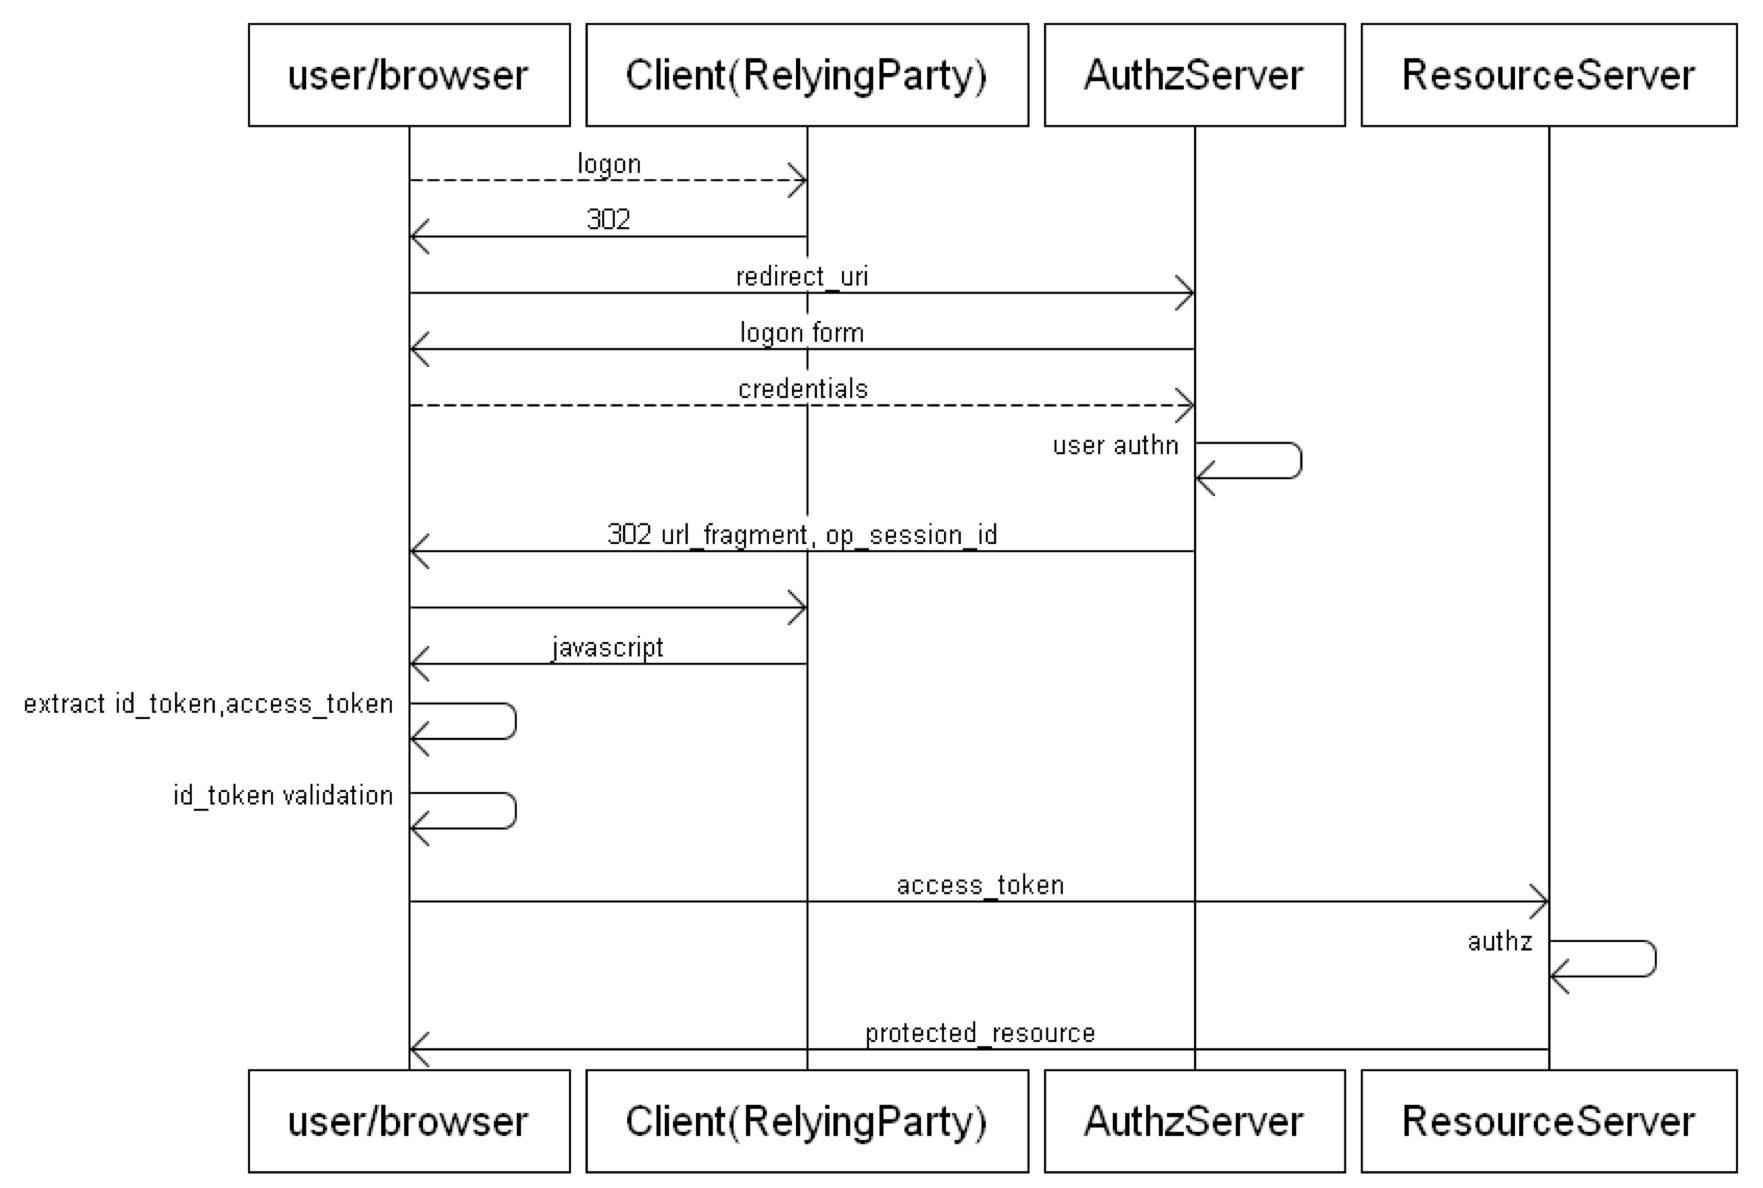 user/browser
Client(RelyingParty)
AuthzServer
ResourceServer
logon
302
redirect_uri
logon form
credentials
user authn
302 url_fragment, op_session_id
javascript
extract id_token,access_token
id_token validation
access_token
authz
protected_resource
user/browser
Client(RelyingParty)
AuthzServer
ResourceServer